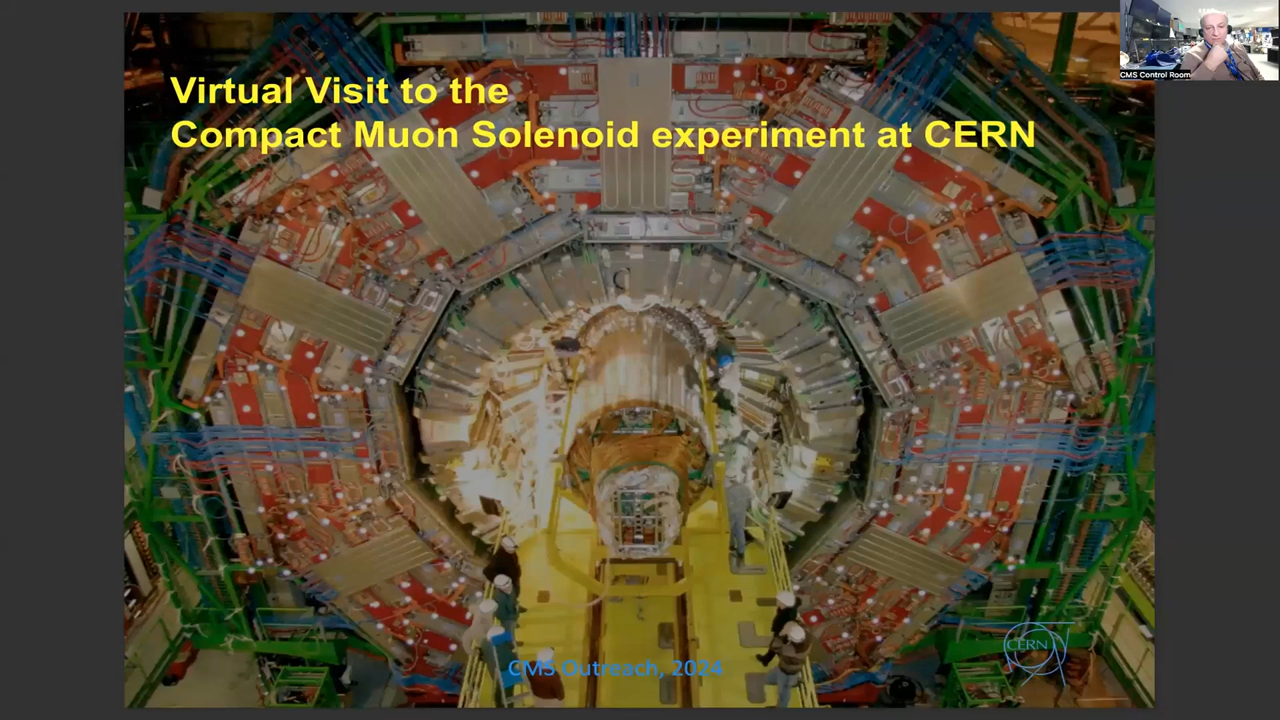 Virtual Visit to the
Compact Muon Solenoid experiment at CERN
CMS Control Room
CMS Outreach, 2024
CERN